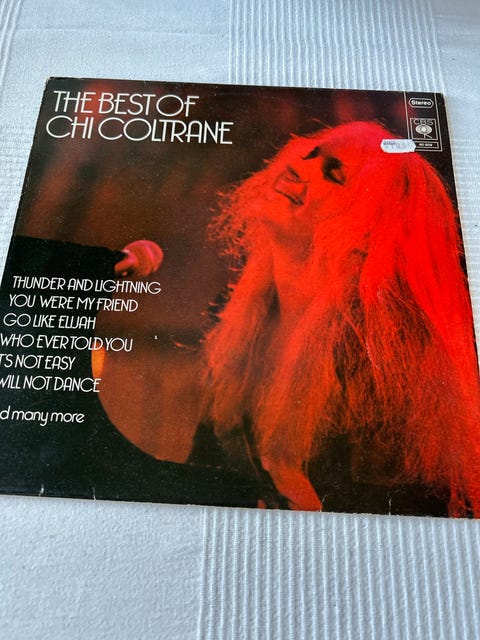 THE BEST OF
CHI COLTRANE
Stereo
CBS
THUNDER AND LIGHTNING
YOU WERE MY FRIEND
GO LIKE ELIJAH
WHO EVER TOLD YOU
T'S NOT EASY
WILL NOT DANCE
d many more